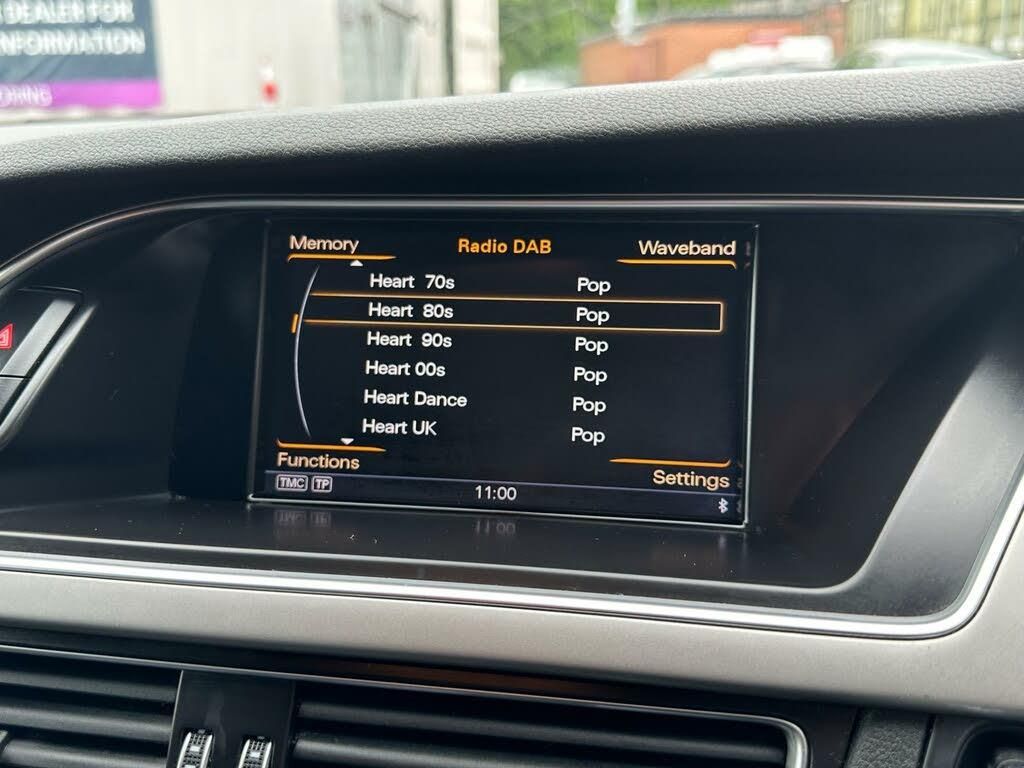 DEALER FOR
INFORMATION
Memory Radio DAB Waveband
Heart 70s Pop
Heart 80s Pop
Heart 90s Pop
Heart 00s Pop
Heart Dance Pop
Heart UK Pop
Functions Settings
TMC TP 11:00